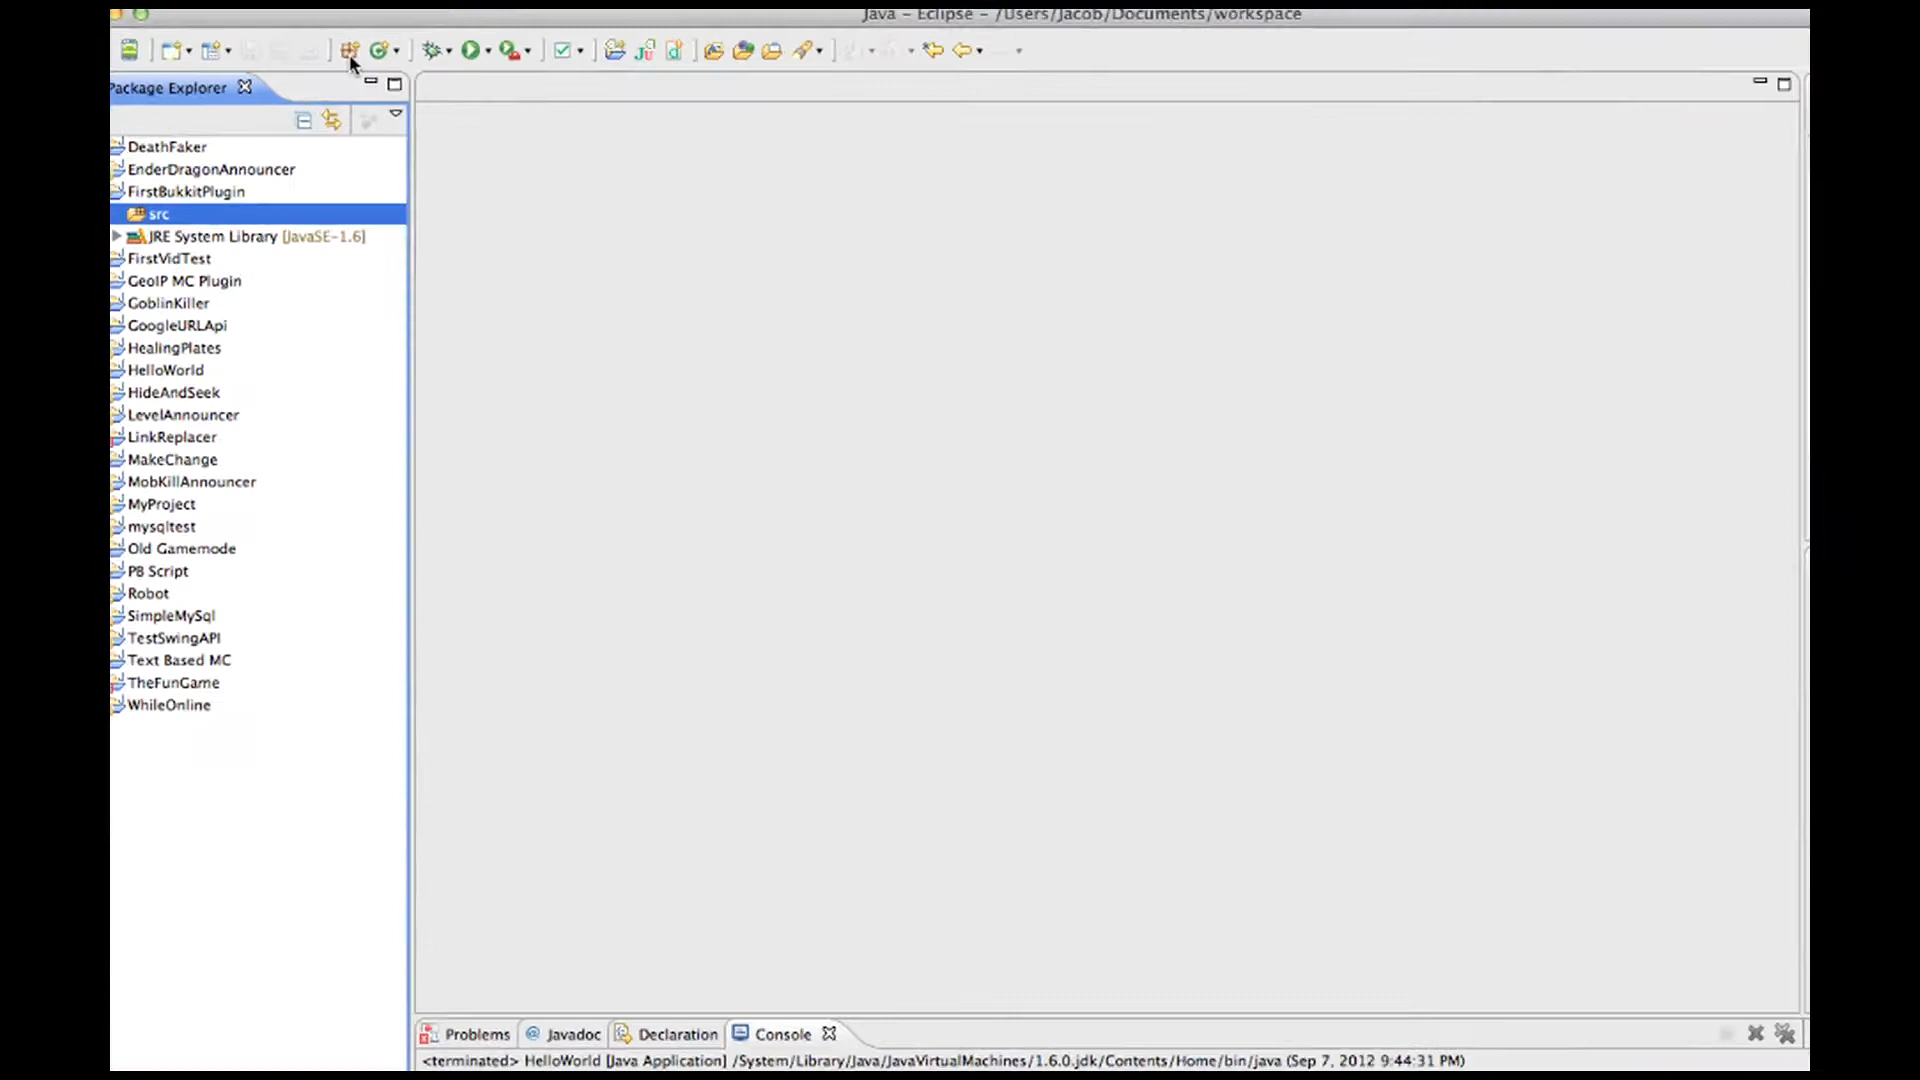 Java – Eclipse – /Users/Jacob/Documents/workspace
Package Explorer
DeathFaker
EnderDragonAnnouncer
FirstBukkitPlugin
src
JRE System Library [JavaSE-1.6]
FirstVidTest
GeoIP MC Plugin
GoblinKiller
GoogleURLApi
HealingPlates
HelloWorld
HideAndSeek
LevelAnnouncer
LinkReplacer
MakeChange
MobKillAnnouncer
MyProject
mysqltest
Old Gamemode
PB Script
Robot
SimpleMySql
TestSwingAPI
Text Based MC
TheFunGame
WhileOnline
Problems @ Javadoc Declaration Console
<terminated> HelloWorld [Java Application] /System/Library/Java/JavaVirtualMachines/1.6.0.jdk/Contents/Home/bin/java (Sep 7, 2012 9:44:31 PM)